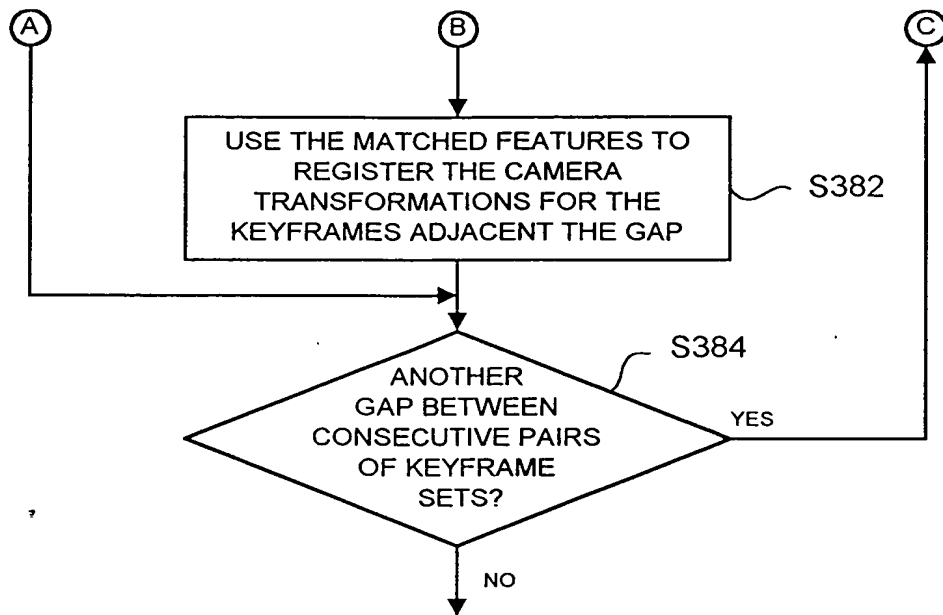 A
B
C
USE THE MATCHED FEATURES TO
REGISTER THE CAMERA
TRANSFORMATIONS FOR THE
KEYFRAMES ADJACENT THE GAP
S382
S384
ANOTHER
GAP BETWEEN
CONSECUTIVE PAIRS
OF KEYFRAME
SETS?
YES
NO